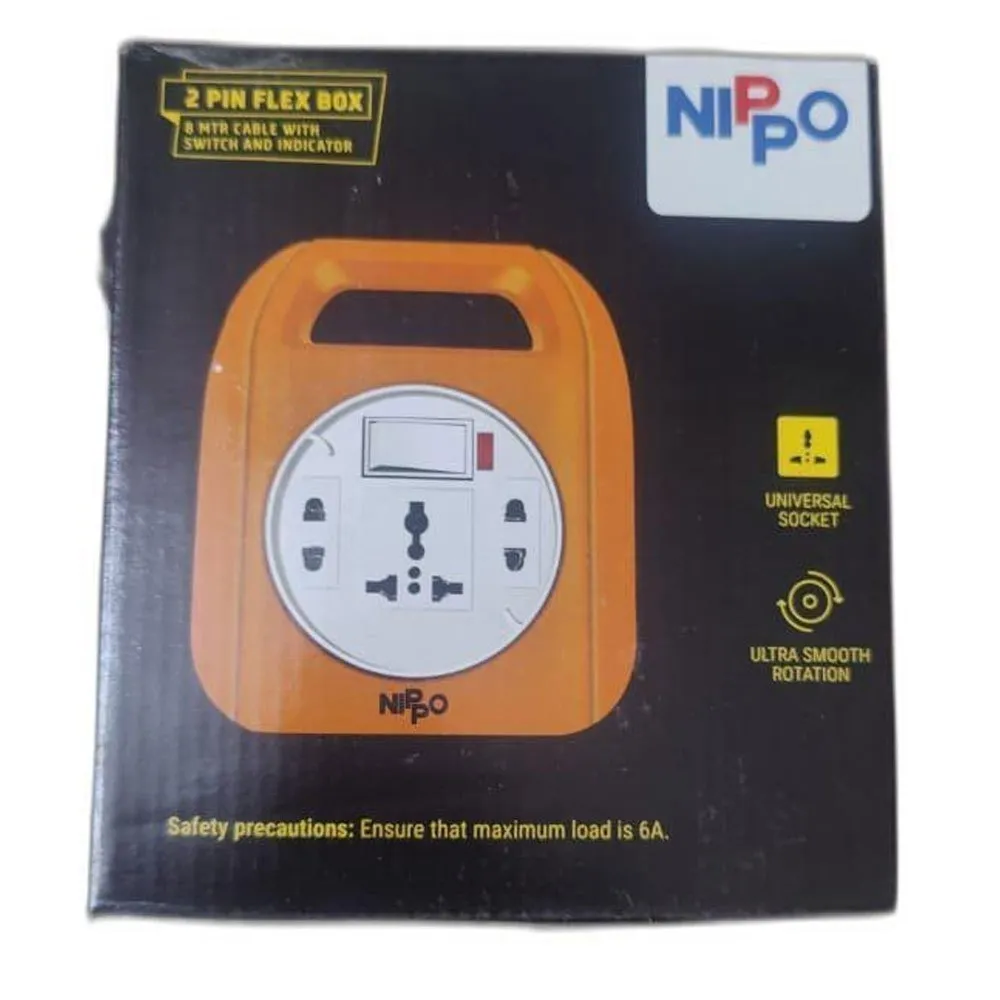 2 PIN FLEX BOX
8 MTR CABLE WITH
SWITCH AND INDICATOR
NIPPO
UNIVERSAL
SOCKET
ULTRA SMOOTH
ROTATION
NIPPO
Safety precautions: Ensure that maximum load is 6A.